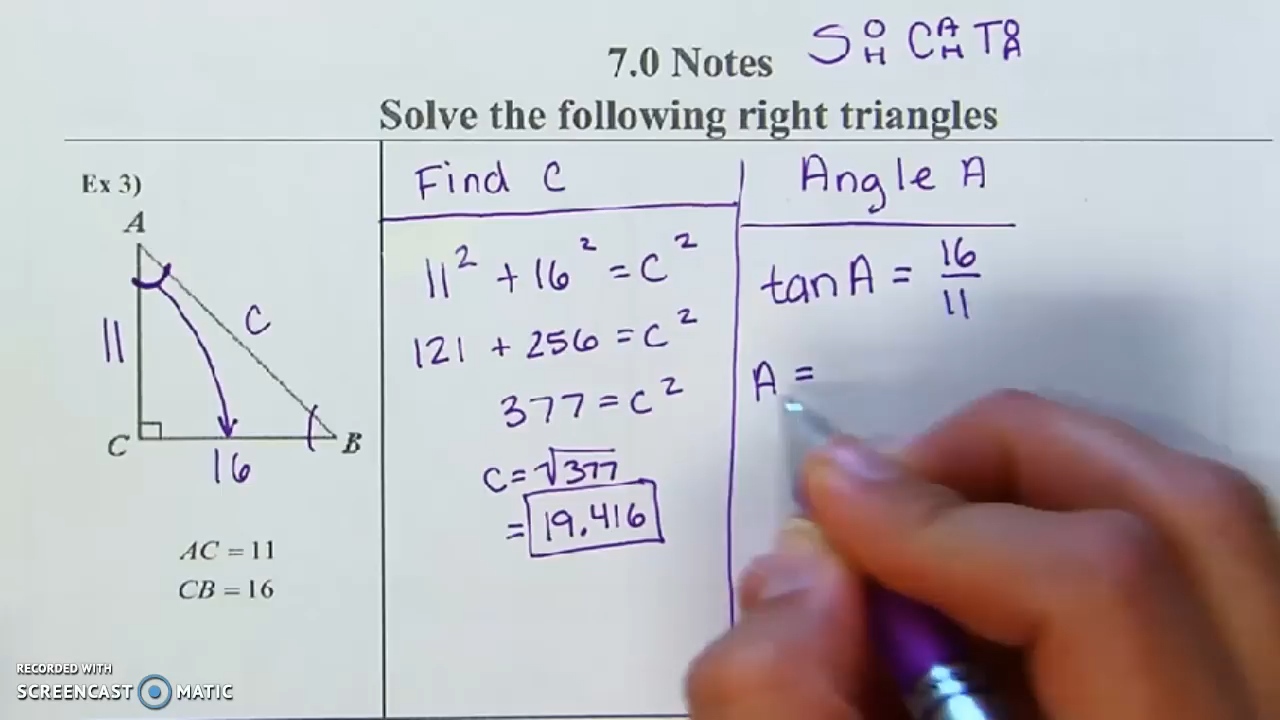 7.0 Notes
S O H C A H T O A
Solve the following right triangles
Ex 3)
A
11
c
C
16
B
AC = 11
CB = 16
Find c
11² + 16² = c²
121 + 256 = c²
377 = c²
c = √377
= 19.416
Angle A
tan A = 16/11
A =
RECORDED WITH
SCREENCAST MATIC